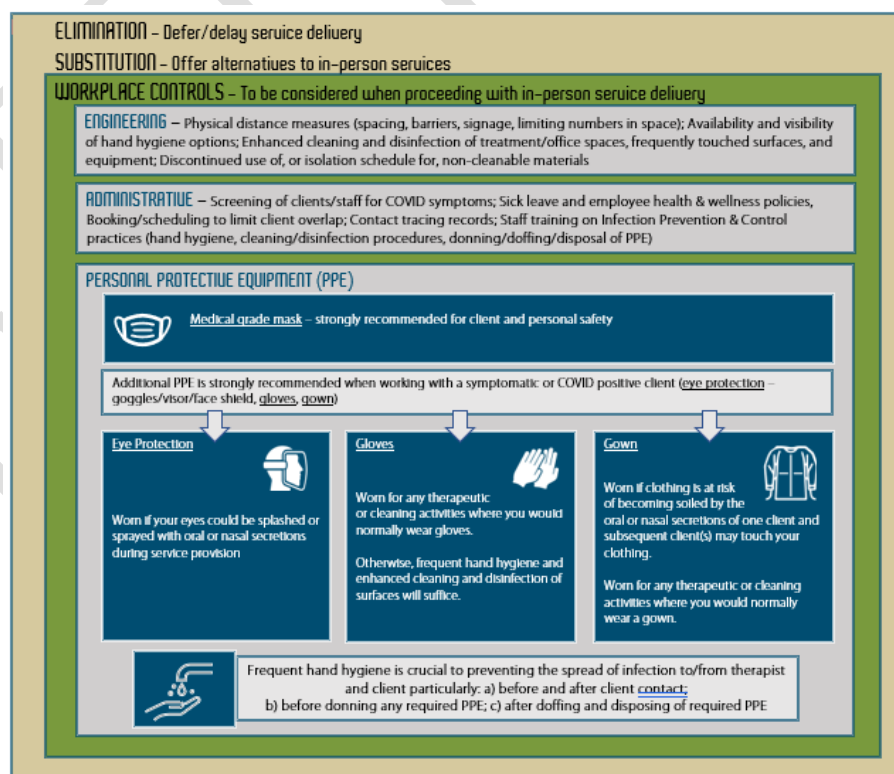 ELIMINATION – Defer/delay service delivery
SUBSTITUTION – Offer alternatives to in-person services
WORKPLACE CONTROLS – To be considered when proceeding with in-person service delivery
ENGINEERING – Physical distance measures (spacing, barriers, signage, limiting numbers in space); Availability and visibility
of hand hygiene options; Enhanced cleaning and disinfection of treatment/office spaces, frequently touched surfaces, and
equipment; Discontinued use of, or isolation schedule for, non-cleanable materials
ADMINISTRATIVE – Screening of clients/staff for COVID symptoms; Sick leave and employee health & wellness policies,
Booking/scheduling to limit client overlap; Contact tracing records; Staff training on Infection Prevention & Control
practices (hand hygiene, cleaning/disinfection procedures, donning/doffing/disposal of PPE)
PERSONAL PROTECTIVE EQUIPMENT (PPE)
Medical grade mask – strongly recommended for client and personal safety
Additional PPE is strongly recommended when working with a symptomatic or COVID positive client (eye protection –
goggles/visor/face shield, gloves, gown)
Eye Protection
Worn if your eyes could be splashed or
sprayed with oral or nasal secretions
during service provision
Gloves
Worn for any therapeutic
or cleaning activities where you would
normally wear gloves.
Otherwise, frequent hand hygiene and
enhanced cleaning and disinfection of
surfaces will suffice.
Gown
Worn if clothing is at risk
of becoming soiled by the
oral or nasal secretions of one client and
subsequent client(s) may touch your
clothing.
Worn for any therapeutic or cleaning
activities where you would normally
wear a gown.
Frequent hand hygiene is crucial to preventing the spread of infection to/from therapist
and client particularly: a) before and after client contact;
b) before donning any required PPE; c) after doffing and disposing of required PPE